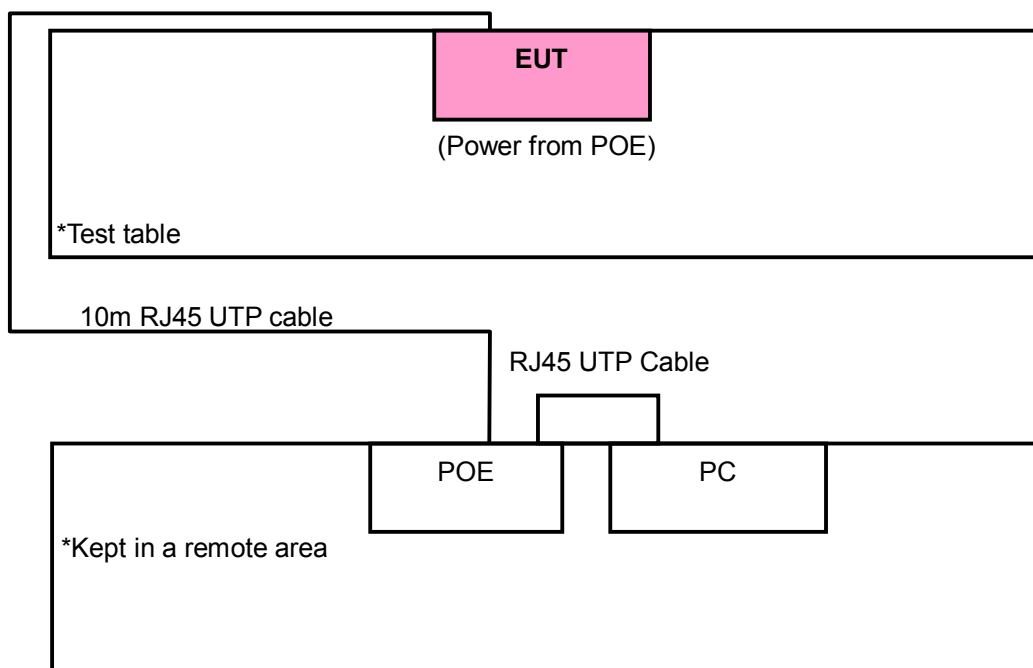 EUT
(Power from POE)
*Test table
10m RJ45 UTP cable
RJ45 UTP Cable
POE
PC
*Kept in a remote area